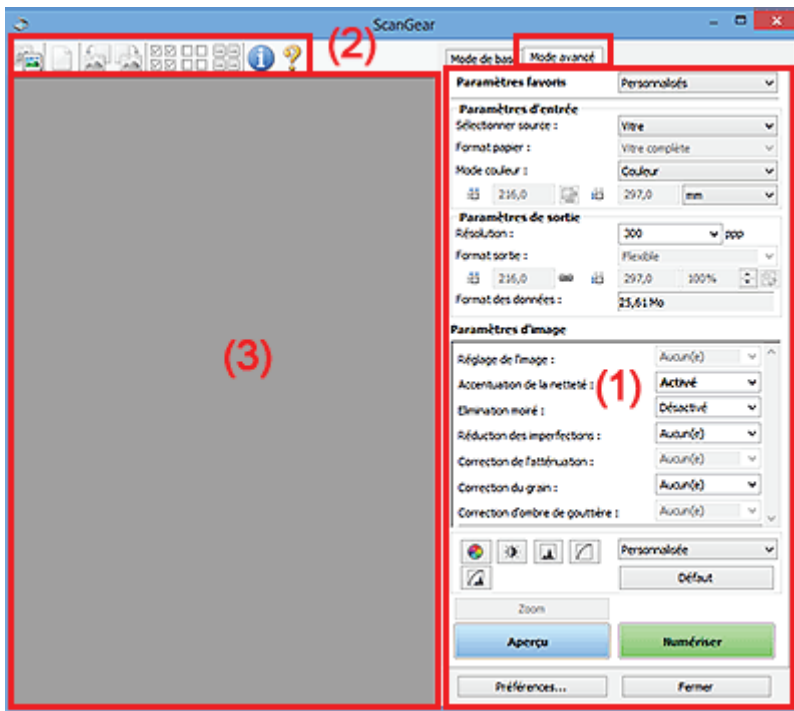 ScanGear
(2)
Mode de base Mode avancé
Paramètres favoris Personnalisés
Paramètres d'entrée
Sélectionner source : Vitre
Format papier : Vitre complète
Mode couleur : Couleur
216,0 297,0 mm
Paramètres de sortie
Résolution : 300 ppp
Format sortie : Flexible
216,0 297,0 100%
Format des données : 25,61 Mo
Paramètres d'image
(3)
(1)
Réglage de l'image : Aucun(e)
Accentuation de la netteté : Activé
Elimination moiré : Désactivé
Réduction des imperfections : Aucun(e)
Correction de l'atténuation : Aucun(e)
Correction du grain : Aucun(e)
Correction d'ombre de gouttière : Aucun(e)
Personnalisée
Défaut
Zoom
Aperçu Numériser
Préférences... Fermer